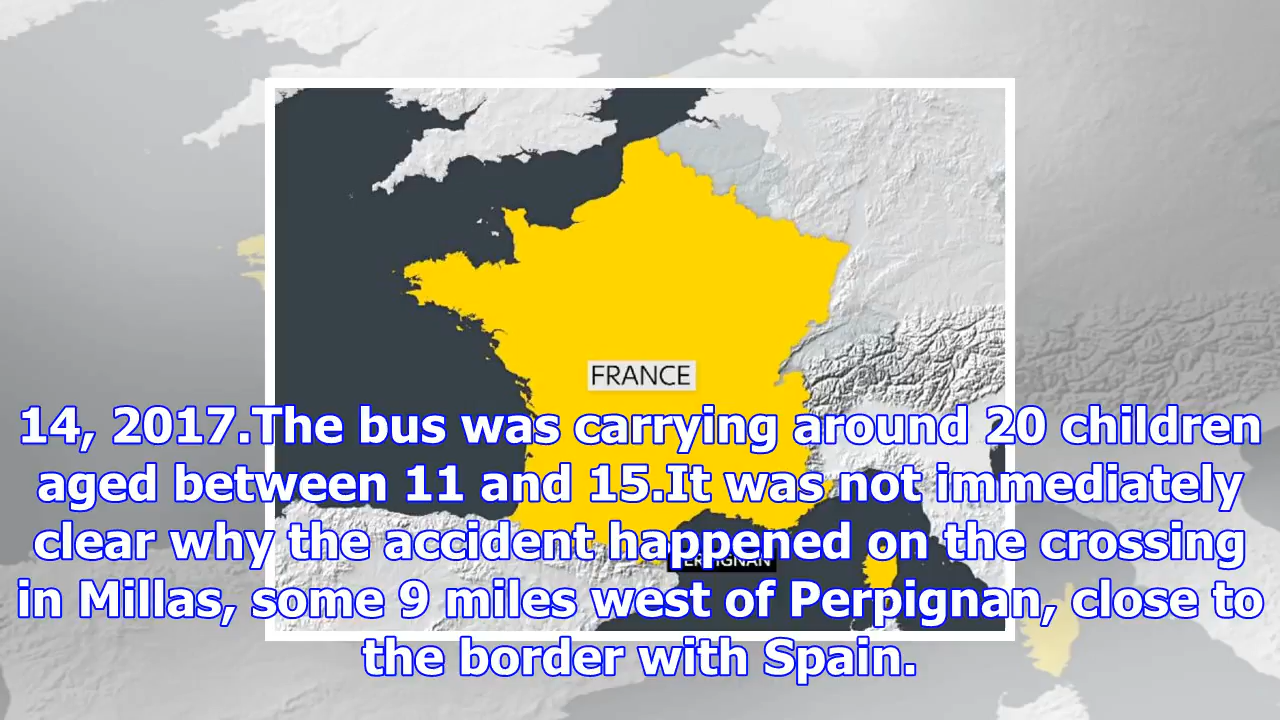 FRANCE
14, 2017.The bus was carrying around 20 children
aged between 11 and 15.It was not immediately
clear why the accident happened on the crossing
in Millas, some 9 miles west of Perpignan, close to
the border with Spain.